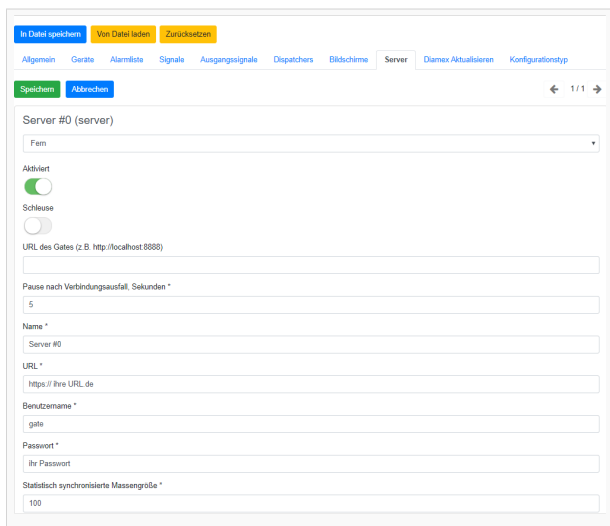 In Datei speichern Von Datei laden Zurücksetzen
Allgemein Geräte Alarmliste Signale Ausgangssignale Dispatchers Bildschirme Server Diamex Aktualisieren Konfigurationstyp
Speichern Abbrechen 1 / 1
Server #0 (server)
Fern
Aktiviert
Schleuse
URL des Gates (z.B. http://localhost:8888)
Pause nach Verbindungsausfall, Sekunden *
5
Name *
Server #0
URL *
https:// ihre URL de
Benutzername *
gate
Passwort *
ihr Passwort
Statistisch synchronisierte Massengröße *
100